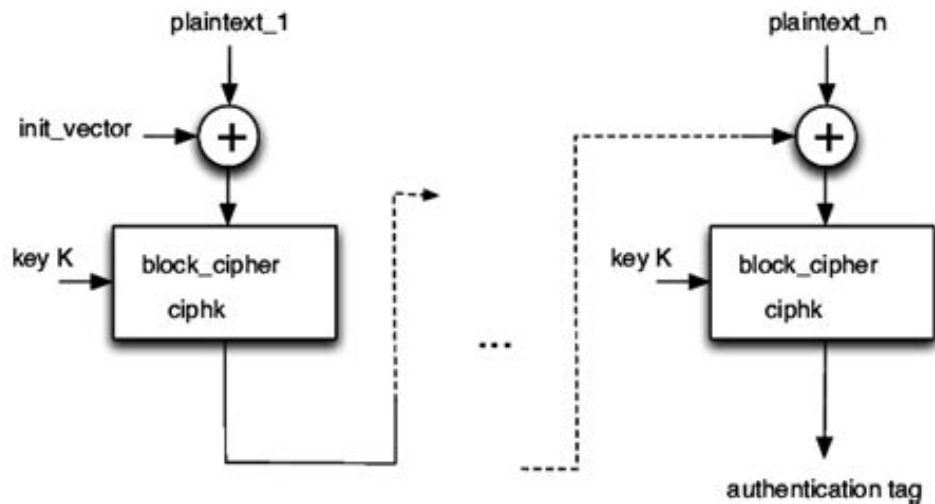 plaintext_1
plaintext_n
init_vector
+
+
key K
block_cipher
ciphk
...
key K
block_cipher
ciphk
authentication tag